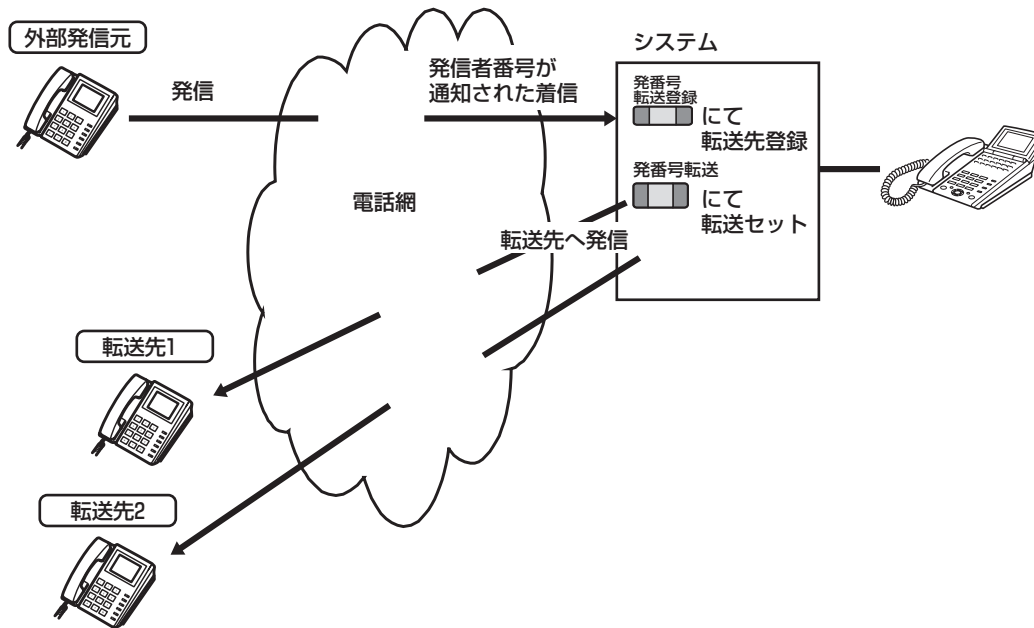 外部発信元
発信
発信者番号が
通知された着信
システム
発番号
転送登録
にて
転送先登録
発番号転送
にて
転送セット
電話網
転送先へ発信
転送先1
転送先2